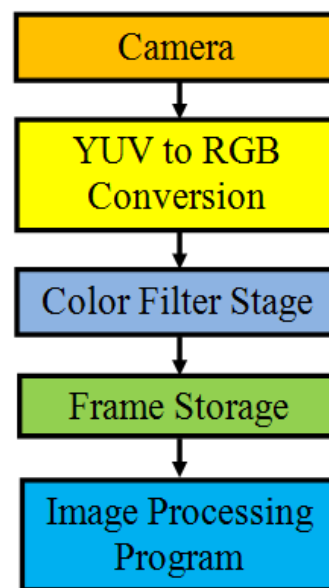 Camera
YUV to RGB
Conversion
Color Filter Stage
Frame Storage
Image Processing
Program